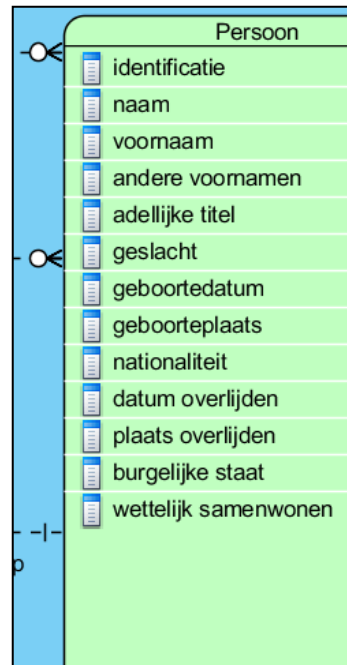 Persoon
identificatie
naam
voornaam
andere voornamen
adellijke titel
geslacht
geboortedatum
geboorteplaats
nationaliteit
datum overlijden
plaats overlijden
burgelijke staat
wettelijk samenwonen
p